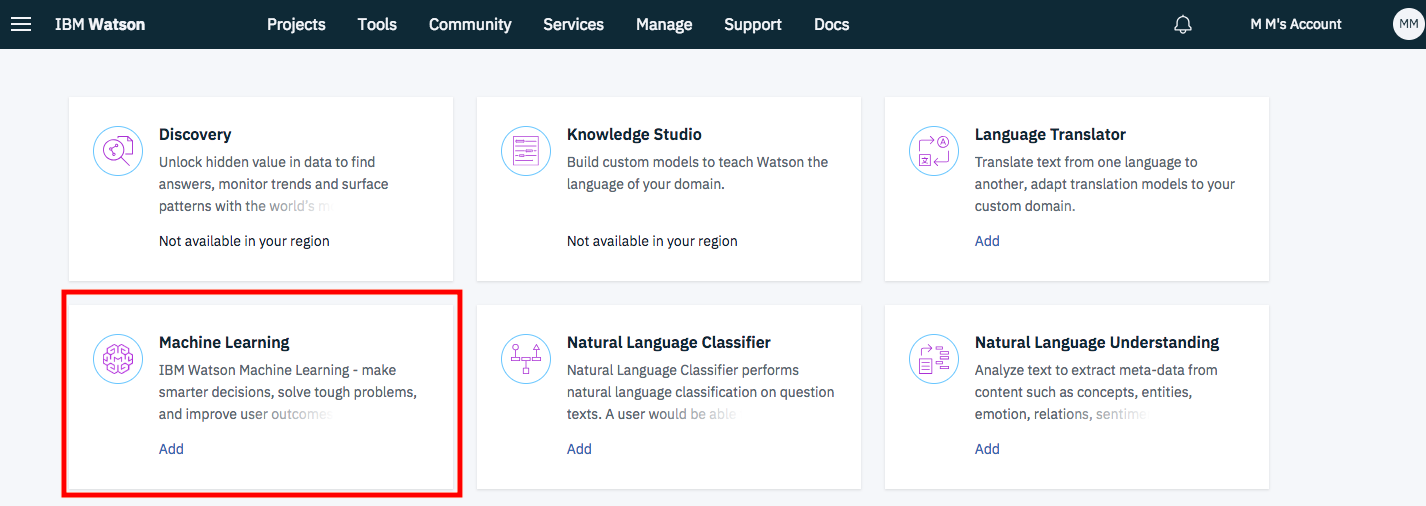 IBM Watson Projects Tools Community Services Manage Support Docs M M's Account MM
Discovery
Unlock hidden value in data to find
answers, monitor trends and surface
patterns with the world's m
Not available in your region
Knowledge Studio
Build custom models to teach Watson the
language of your domain.
Not available in your region
Language Translator
Translate text from one language to
another, adapt translation models to your
custom domain.
Add
Machine Learning
IBM Watson Machine Learning - make
smarter decisions, solve tough problems,
and improve user outcomes
Add
Natural Language Classifier
Natural Language Classifier performs
natural language classification on question
texts. A user would be able
Add
Natural Language Understanding
Analyze text to extract meta-data from
content such as concepts, entities,
emotion, relations, sentime
Add